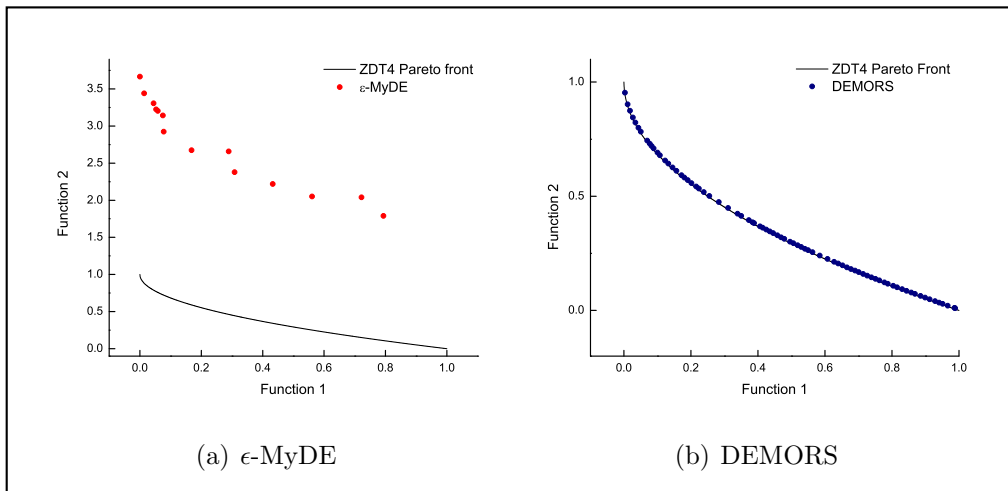 ZDT4 Pareto front
ε-MyDE
3.5
3.0
2.5
2.0
1.5
1.0
0.5
0.0
Function 2
0.0 0.2 0.4 0.6 0.8 1.0
Function 1
(a) ϵ-MyDE
ZDT4 Pareto Front
DEMORS
1.0
0.5
0.0
Function 2
0.0 0.2 0.4 0.6 0.8 1.0
Function 1
(b) DEMORS